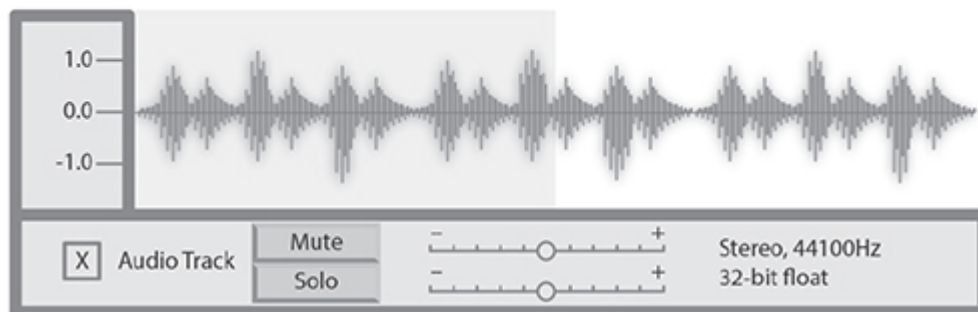 1.0
0.0
-1.0
X Audio Track
Mute
Solo
- +
- +
Stereo, 44100Hz
32-bit float